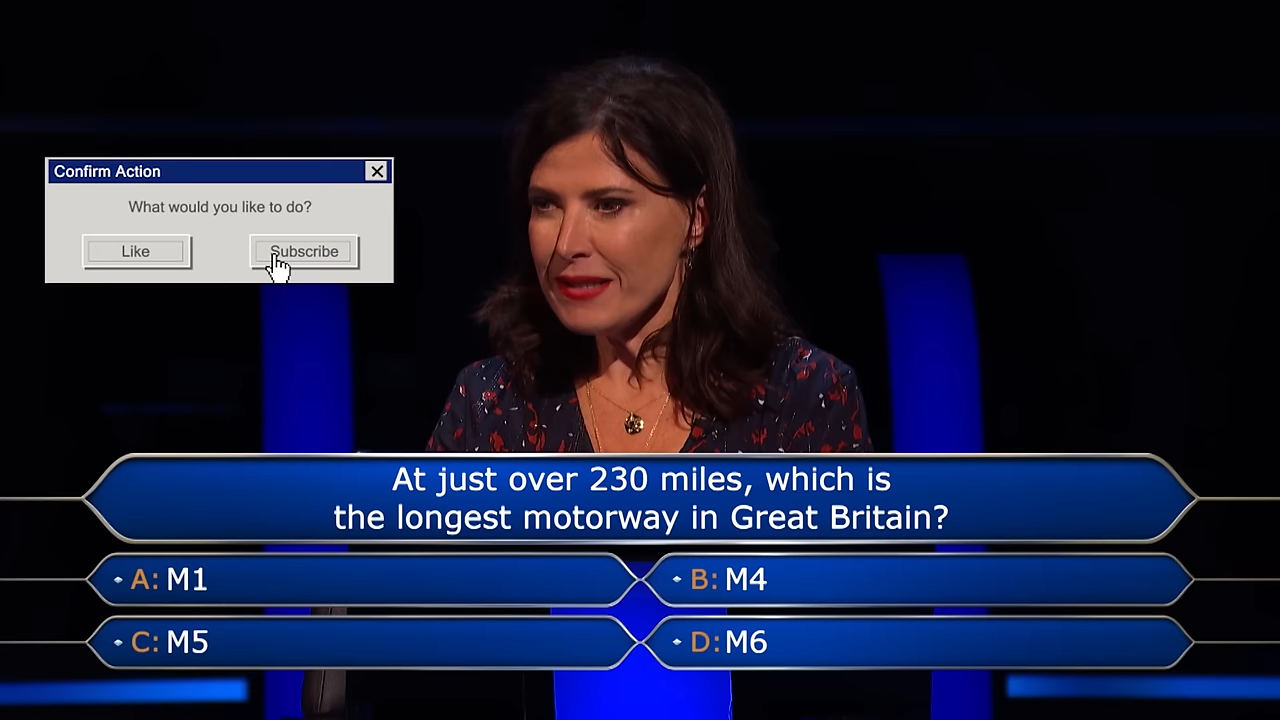 Confirm Action
What would you like to do?
Like
Subscribe
At just over 230 miles, which is
the longest motorway in Great Britain?
A: M1
B: M4
C: M5
D: M6